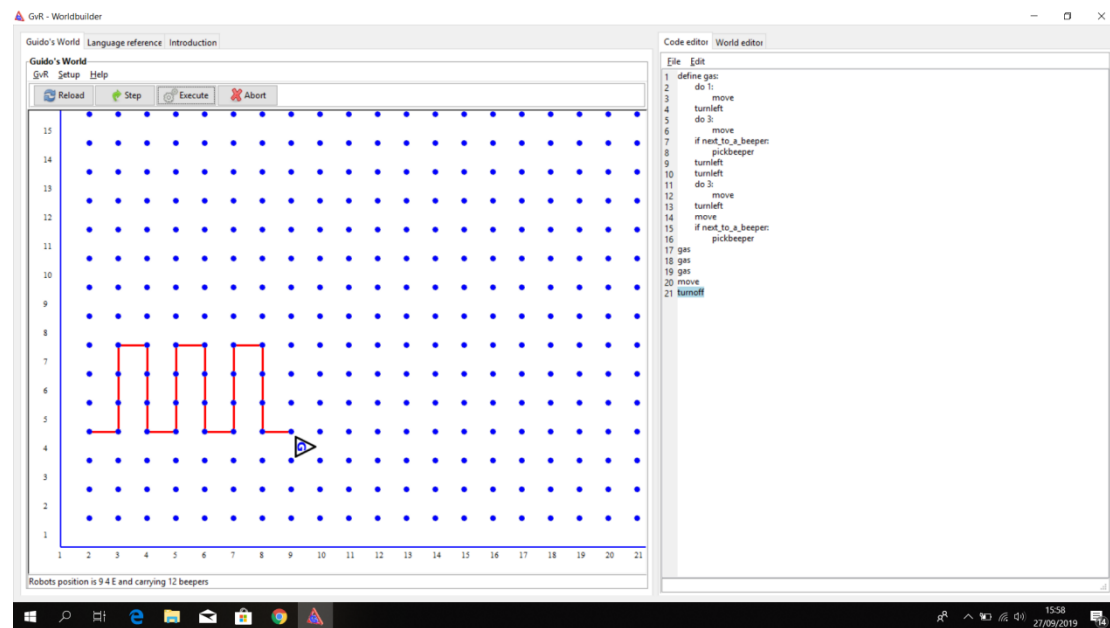 GvR - Worldbuilder
Guido's World Language reference Introduction
Guido's World
GvR Setup Help
Reload Step Execute Abort
15
14
13
12
11
10
9
8
7
6
5
4
3
2
1
G
1 2 3 4 5 6 7 8 9 10 11 12 13 14 15 16 17 18 19 20 21
Robots position is 9 4 E and carrying 12 beepers
Code editor World editor
File Edit
1 define gas:
2 do 1:
3 move
4 turnleft
5 do 3:
6 move
7 if next_to_a_beeper:
8 pickbeeper
9 turnleft
10 turnleft
11 do 3:
12 move
13 turnleft
14 move
15 if next_to_a_beeper:
16 pickbeeper
17 gas
18 gas
19 gas
20 move
21 turnoff
15:58
27/09/2019
14